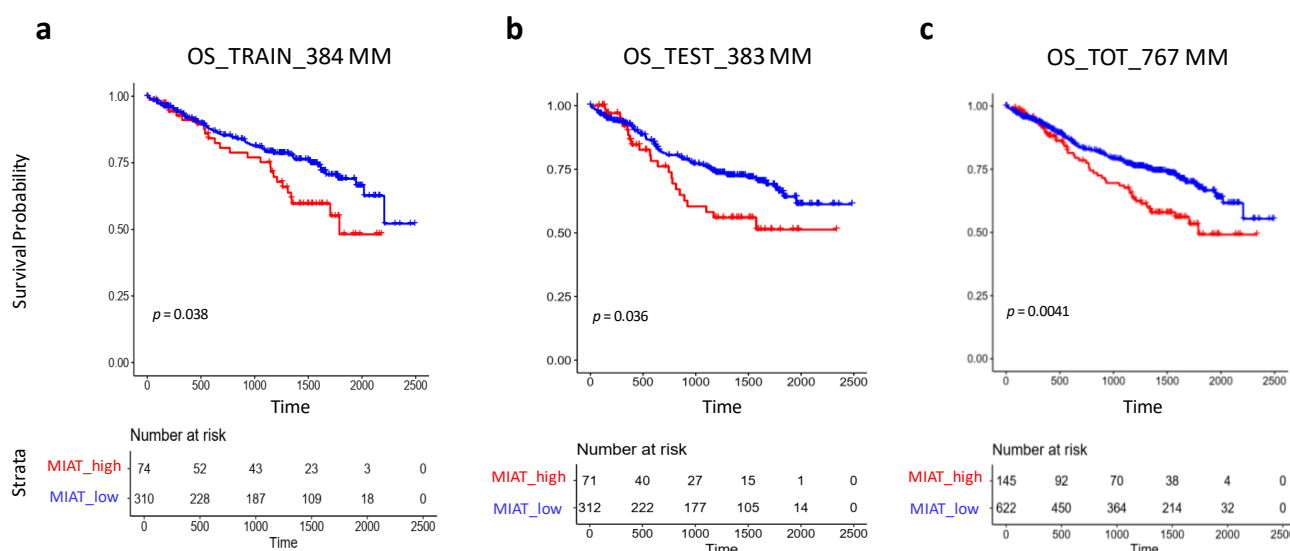 a
OS_TRAIN_384 MM
Survival Probability
1.00
0.75
0.50
0.25
0.00
p = 0.038
0 500 1000 1500 2000 2500
Time
Strata
Number at risk
MIAT_high 74 52 43 23 3 0
MIAT_low 310 228 187 109 18 0
0 500 1000 1500 2000 2500
Time
b
OS_TEST_383 MM
1.00
0.75
0.50
0.25
0.00
p = 0.036
0 500 1000 1500 2000 2500
Time
Number at risk
MIAT_high 71 40 27 15 1 0
MIAT_low 312 222 177 105 14 0
0 500 1000 1500 2000 2500
Time
c
OS_TOT_767 MM
1.00
0.75
0.50
0.25
0.00
p = 0.0041
0 500 1000 1500 2000 2500
Time
Number at risk
MIAT_high 145 92 70 38 4 0
MIAT_low 622 450 364 214 32 0
0 500 1000 1500 2000 2500
Time